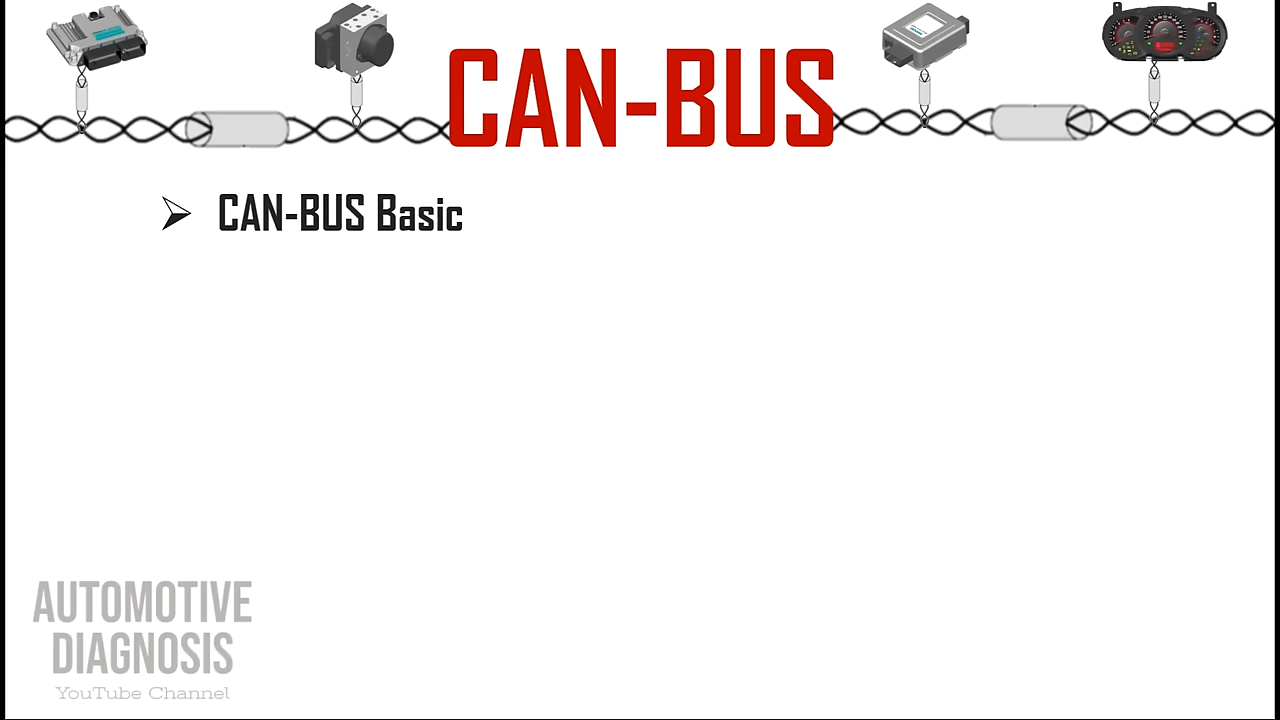 CAN-BUS
CAN-BUS Basic
AUTOMOTIVE
DIAGNOSIS
YouTube Channel